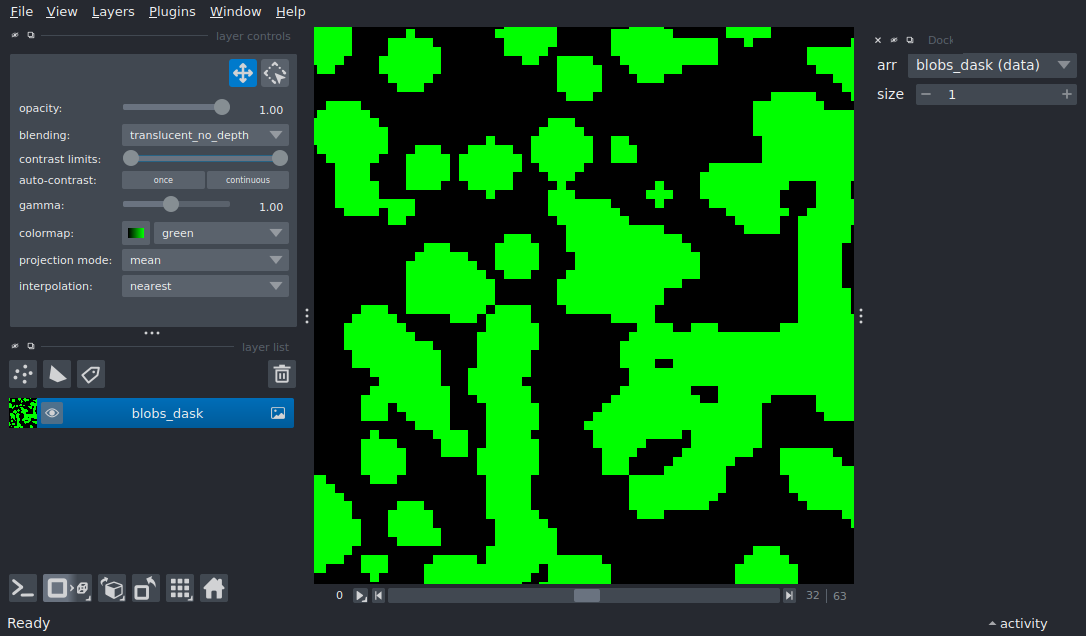 File View Layers Plugins Window Help
layer controls
opacity: 1.00
blending: translucent_no_depth
contrast limits:
auto-contrast: once continuous
gamma: 1.00
colormap: green
projection mode: mean
interpolation: nearest
layer list
blobs_dask
Dock
arr blobs_dask (data)
size 1
0 32 63
Ready
activity